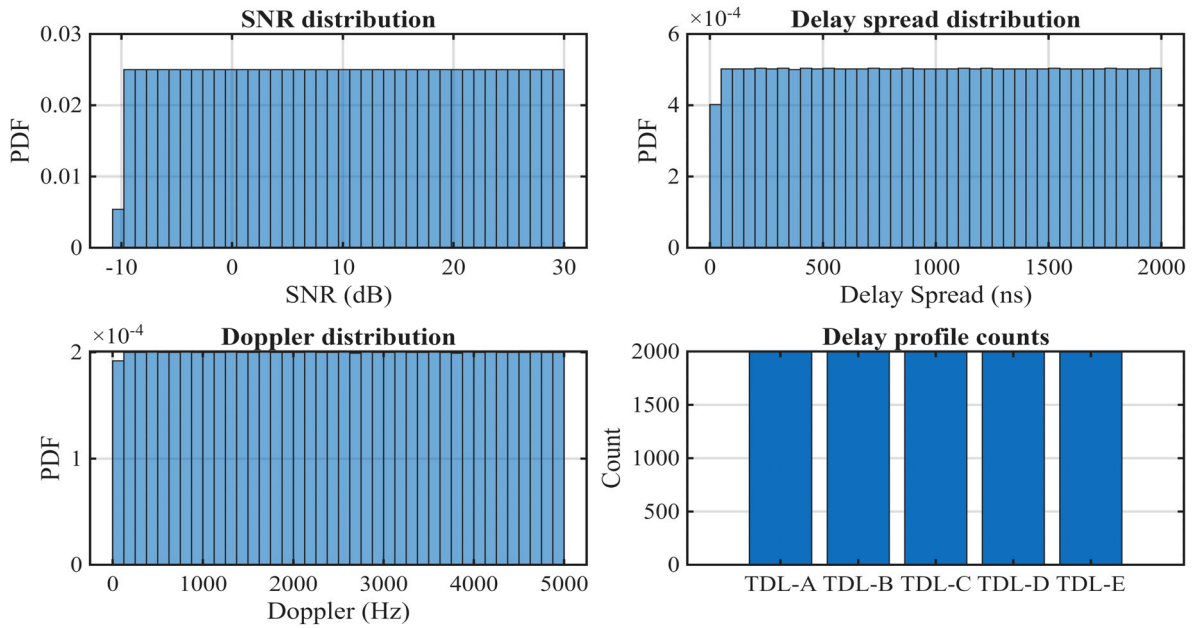 SNR distribution
0.03
0.02
0.01
0
PDF
-10 0 10 20 30
SNR (dB)
Delay spread distribution
×10-4
6
4
2
0
PDF
0 500 1000 1500 2000
Delay Spread (ns)
Doppler distribution
×10-4
2
1
0
PDF
0 1000 2000 3000 4000 5000
Doppler (Hz)
Delay profile counts
2000
1500
1000
500
0
Count
TDL-A TDL-B TDL-C TDL-D TDL-E